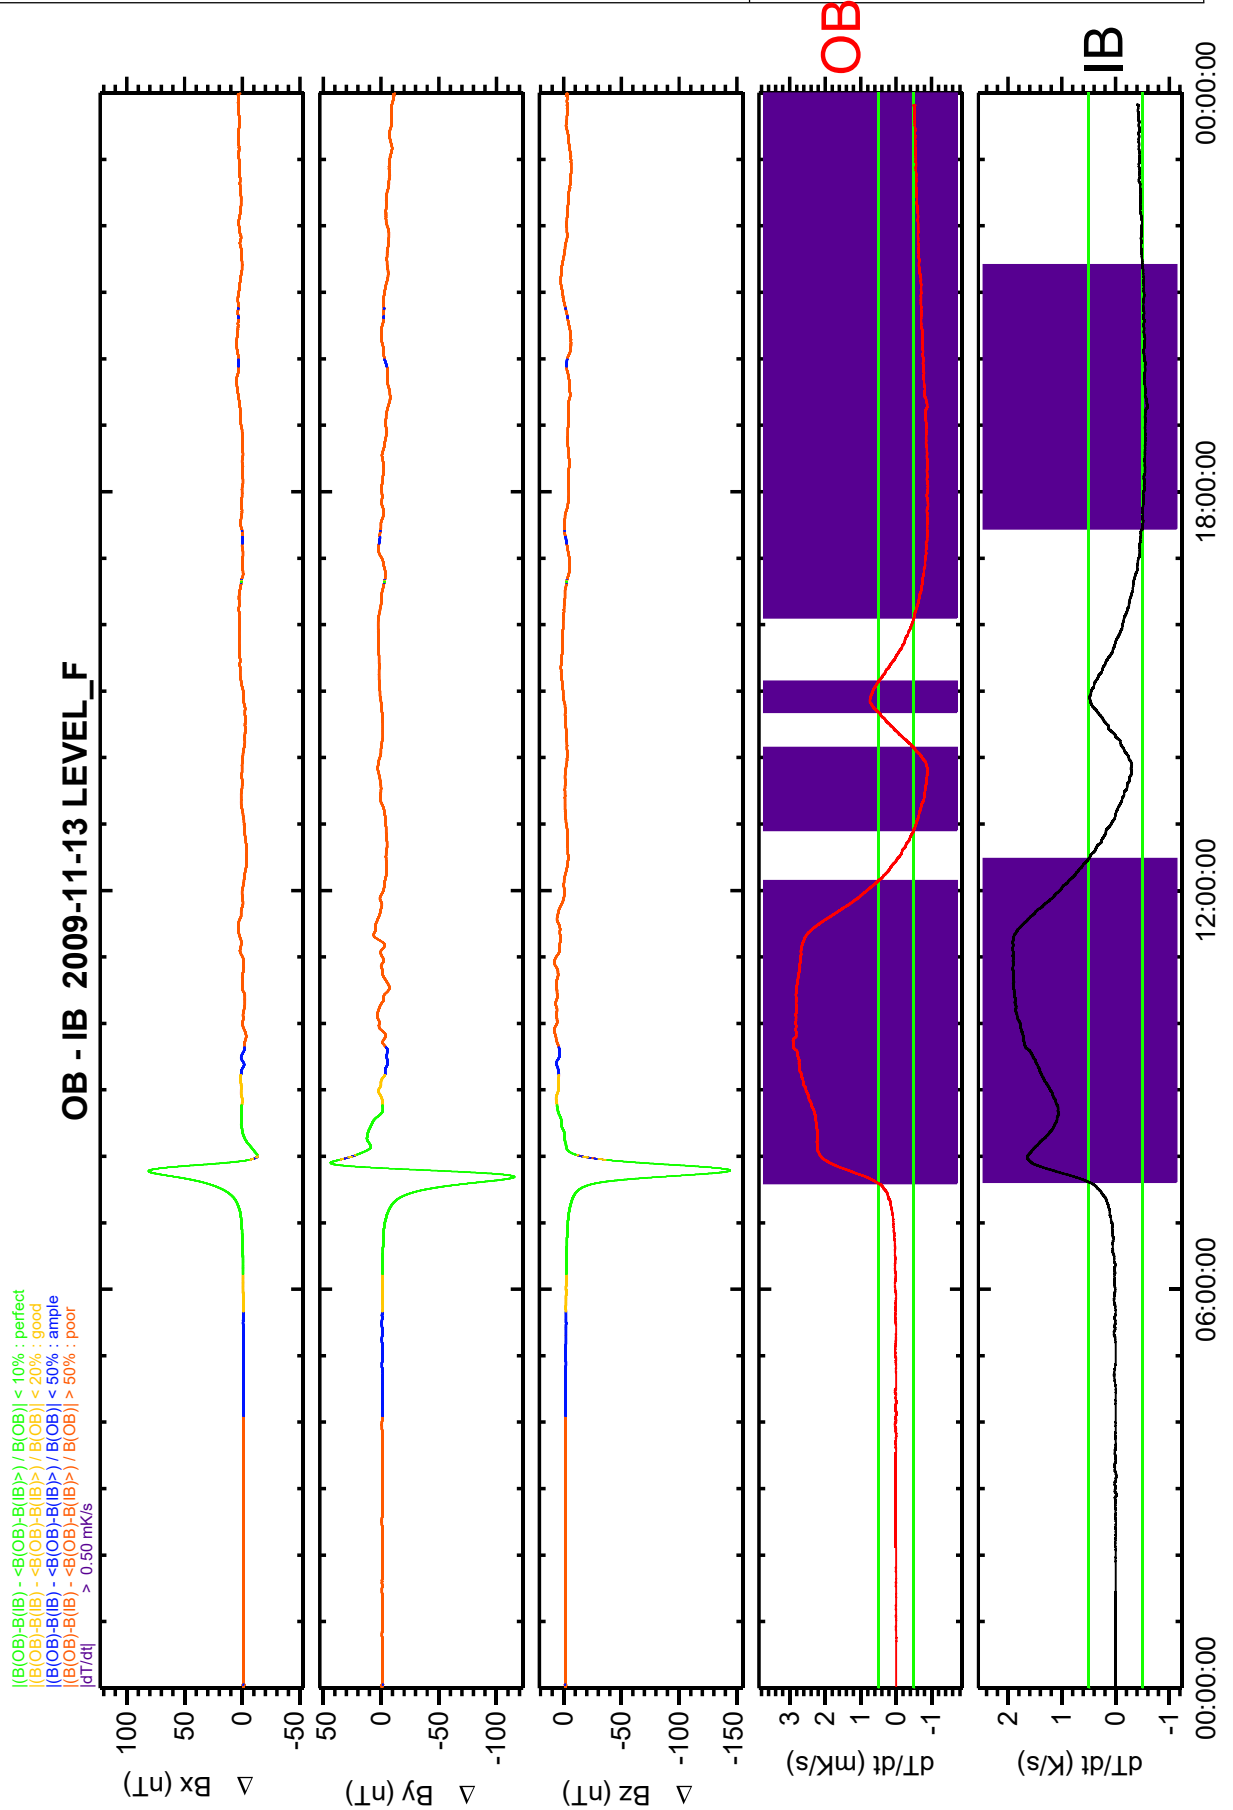 OB - IB 2009-11-13 LEVEL_F
|(B(OB)-B(IB) - <B(OB)-B(IB)>) / B(OB)| < 10% : perfect
|(B(OB)-B(IB) - <B(OB)-B(IB)>) / B(OB)| < 20% : good
|(B(OB)-B(IB) - <B(OB)-B(IB)>) / B(OB)| < 50% : ample
|(B(OB)-B(IB) - <B(OB)-B(IB)>) / B(OB)| > 50% : poor
|dT/dt| > 0.50 mK/s
Δ Bx (nT)
100
50
0
-50
Δ By (nT)
50
0
-50
-100
Δ Bz (nT)
0
-50
-100
-150
dT/dt (mK/s)
3
2
1
0
-1
OB
dT/dt (K/s)
2
1
0
-1
IB
00:00:00
06:00:00
12:00:00
18:00:00
00:00:00